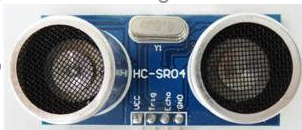 Y1
HC-SR04
VCC
Trig
Echo
GND